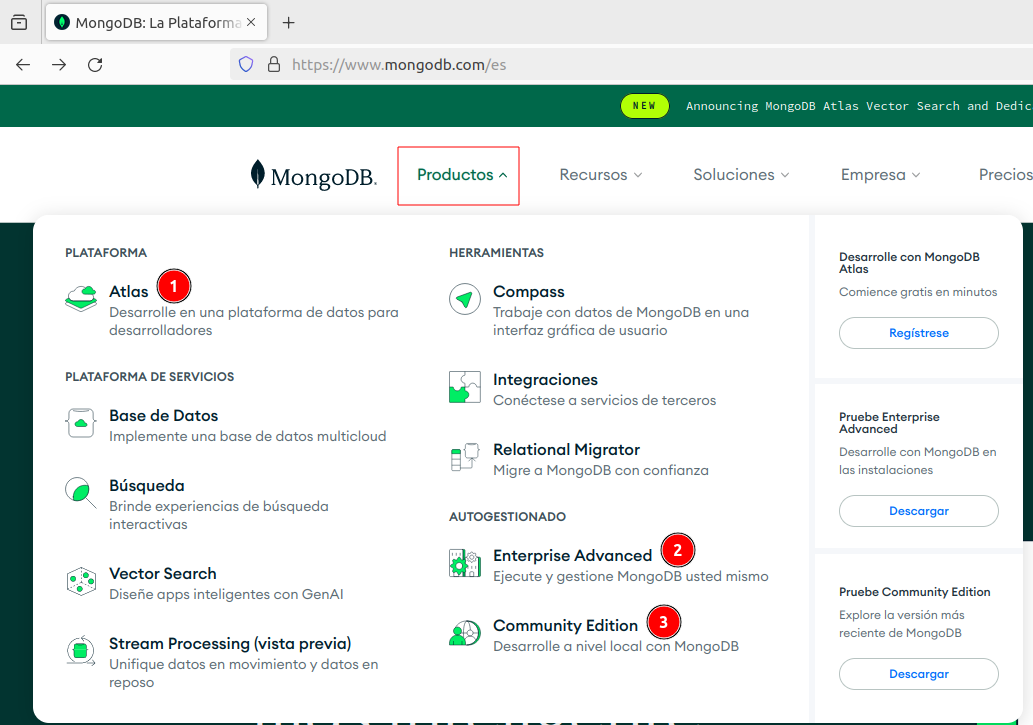 MongoDB: La Plataforma
https://www.mongodb.com/es
NEW
Announcing MongoDB Atlas Vector Search and Dedic
MongoDB.
Productos
Recursos
Soluciones
Empresa
Precios
PLATAFORMA
Atlas
1
Desarrolle en una plataforma de datos para
desarrolladores
PLATAFORMA DE SERVICIOS
Base de Datos
Implemente una base de datos multicloud
Búsqueda
Brinde experiencias de búsqueda
interactivas
Vector Search
Diseñe apps inteligentes con GenAI
Stream Processing (vista previa)
Unifique datos en movimiento y datos en
reposo
HERRAMIENTAS
Compass
Trabaje con datos de MongoDB en una
interfaz gráfica de usuario
Integraciones
Conéctese a servicios de terceros
Relational Migrator
Migre a MongoDB con confianza
AUTOGESTIONADO
Enterprise Advanced
2
Ejecute y gestione MongoDB usted mismo
Community Edition
3
Desarrolle a nivel local con MongoDB
Desarrolle con MongoDB
Atlas
Comience gratis en minutos
Regístrese
Pruebe Enterprise
Advanced
Desarrolle con MongoDB en
las instalaciones
Descargar
Pruebe Community Edition
Explore la versión más
reciente de MongoDB
Descargar